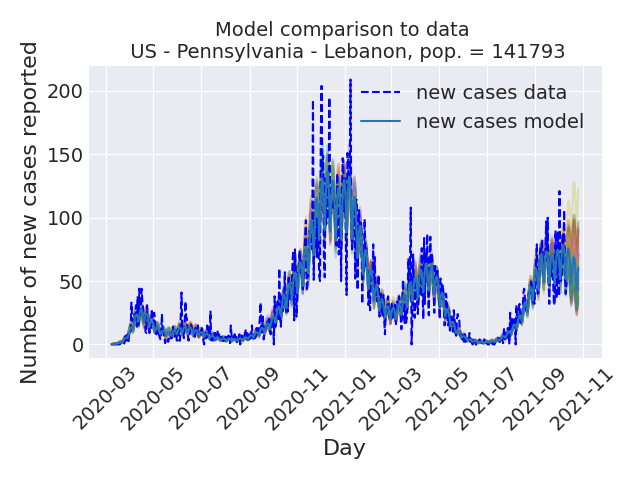 Model comparison to data
US - Pennsylvania - Lebanon, pop. = 141793
Number of new cases reported
200
150
100
50
0
new cases data
new cases model
2020-03
2020-05
2020-07
2020-09
2020-11
2021-01
2021-03
2021-05
2021-07
2021-09
2021-11
Day